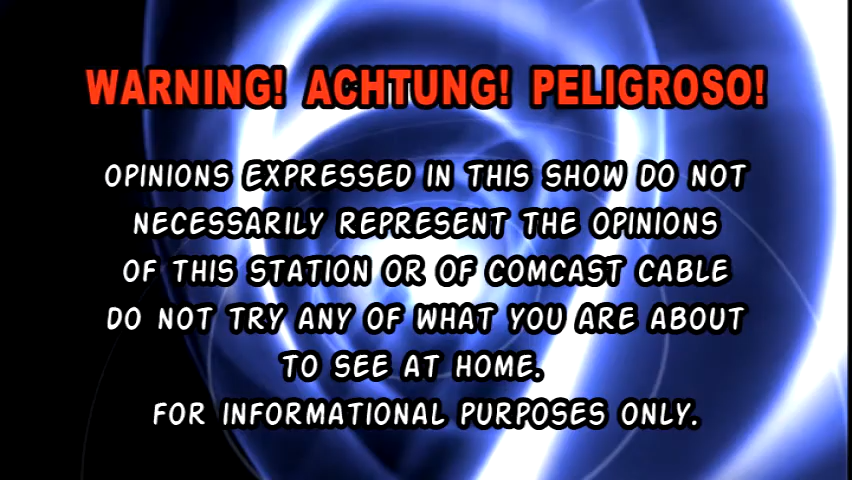 WARNING! ACHTUNG! PELIGROSO!
OPINIONS EXPRESSED IN THIS SHOW DO NOT
NECESSARILY REPRESENT THE OPINIONS
OF THIS STATION OR OF COMCAST CABLE
DO NOT TRY ANY OF WHAT YOU ARE ABOUT
TO SEE AT HOME.
FOR INFORMATIONAL PURPOSES ONLY.